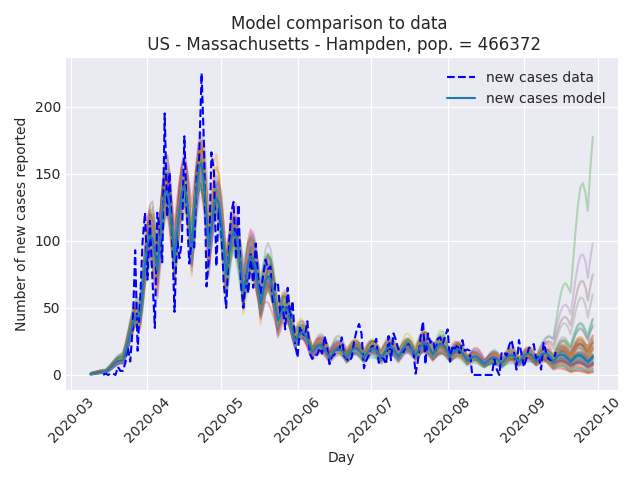 Model comparison to data
US - Massachusetts - Hampden, pop. = 466372
new cases data
new cases model
Number of new cases reported
200
150
100
50
0
2020-03
2020-04
2020-05
2020-06
2020-07
2020-08
2020-09
2020-10
Day